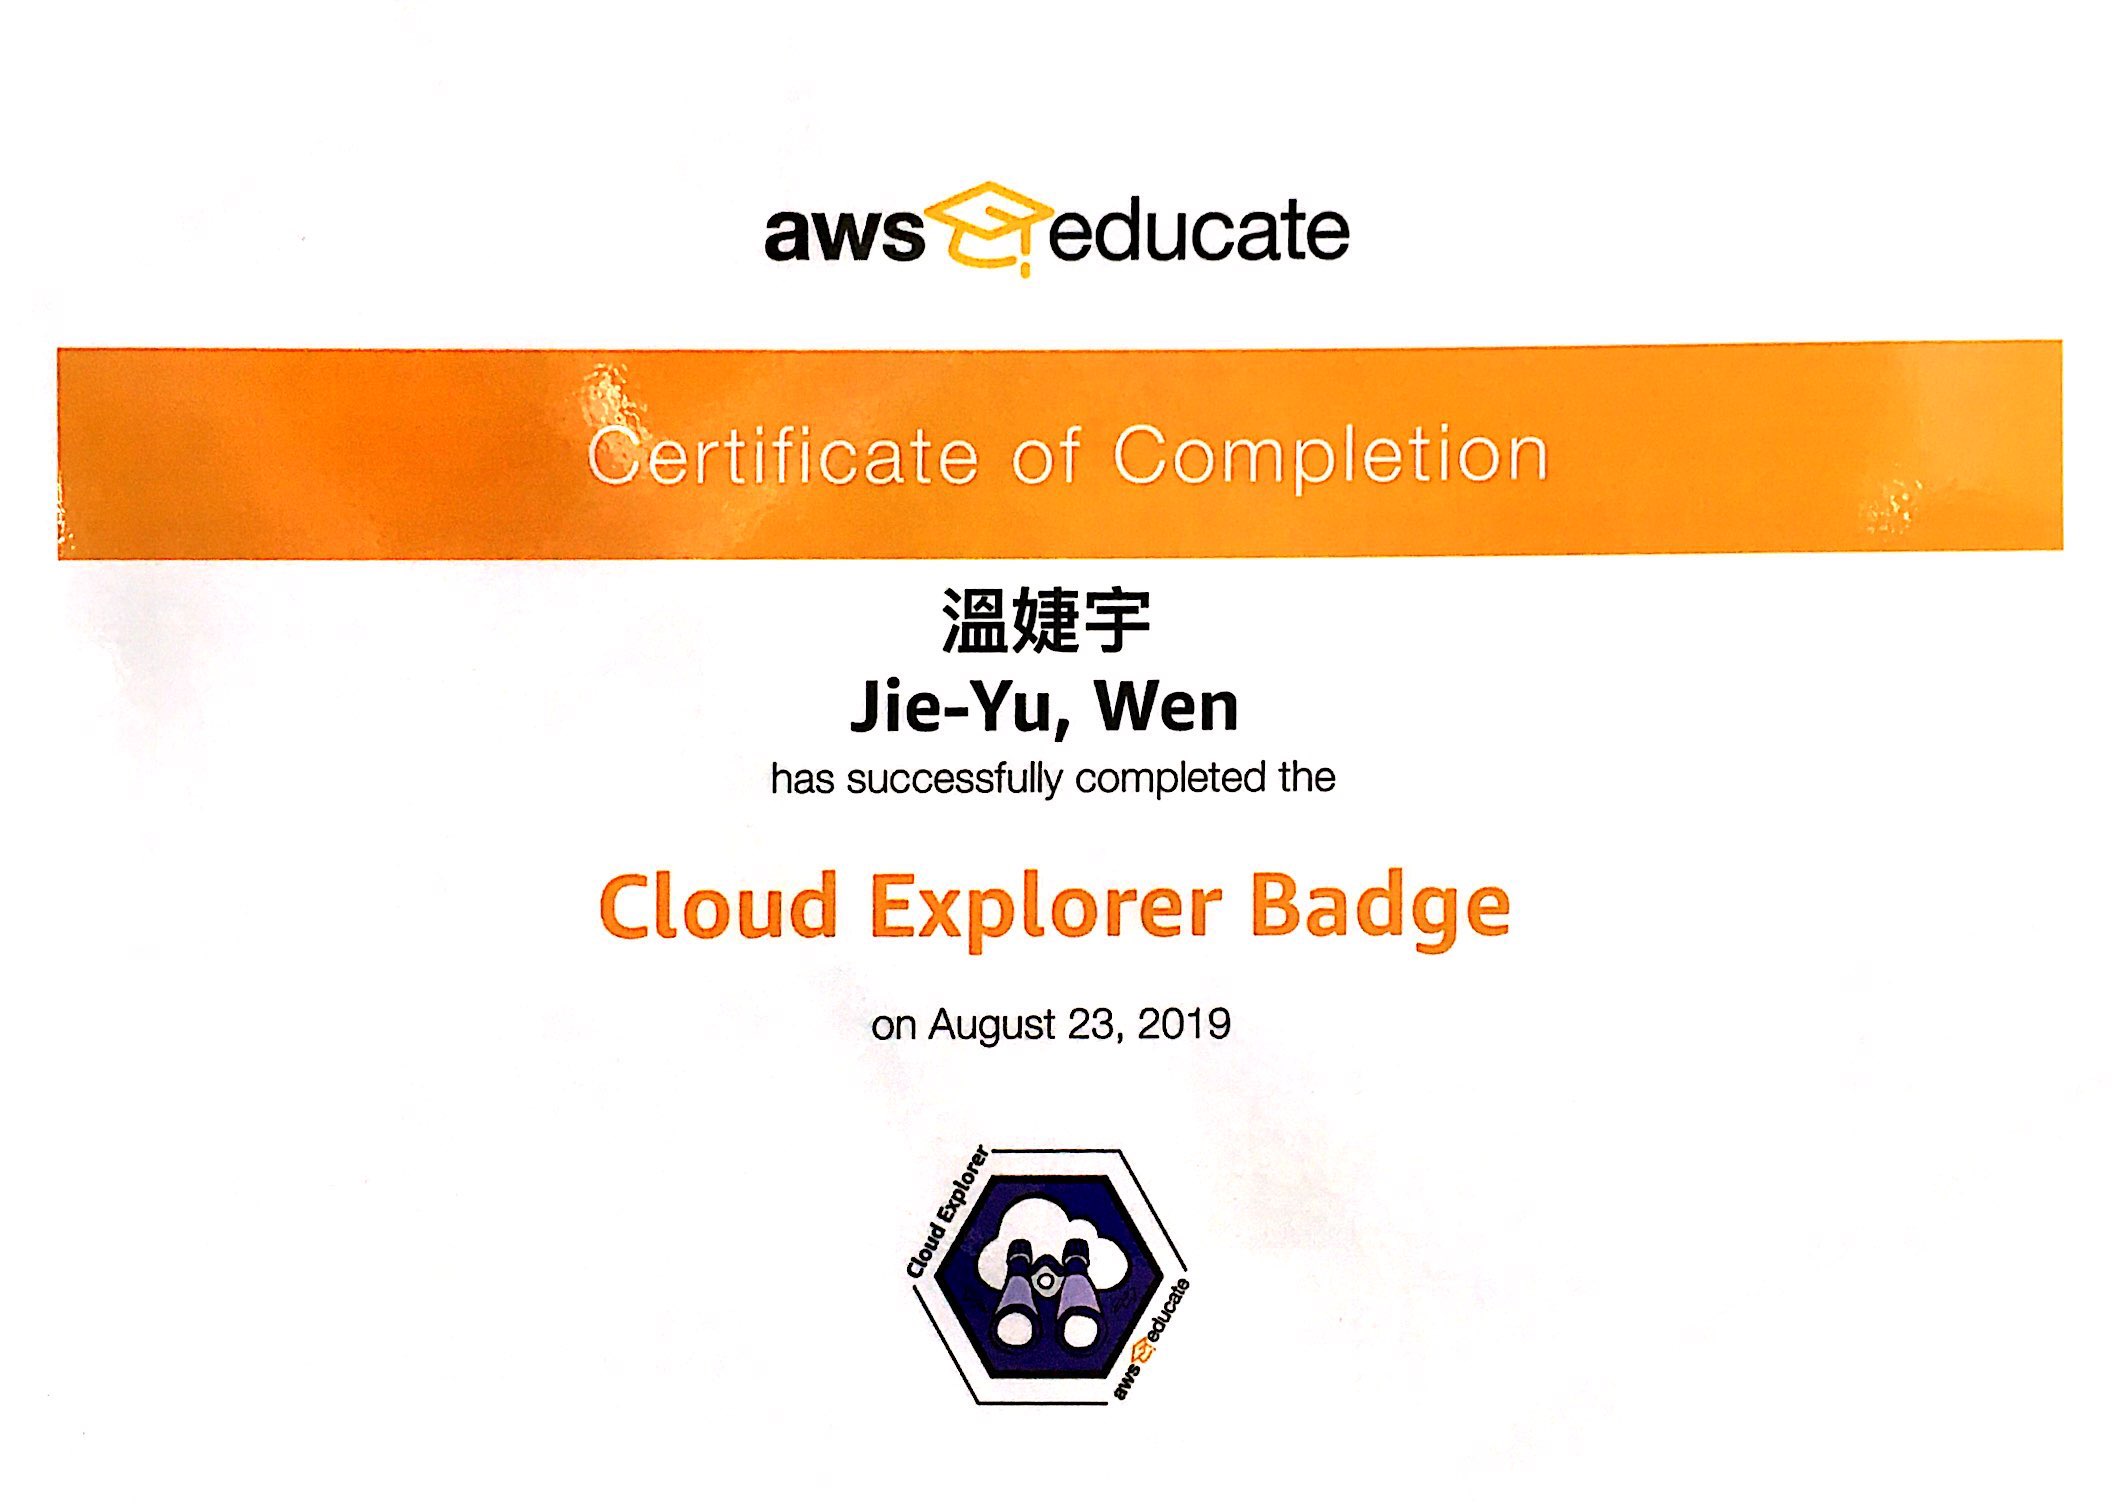 aws educate
Certificate of Completion
溫婕宇
Jie-Yu, Wen
has successfully completed the
Cloud Explorer Badge
on August 23, 2019
Cloud Explorer
aws educate